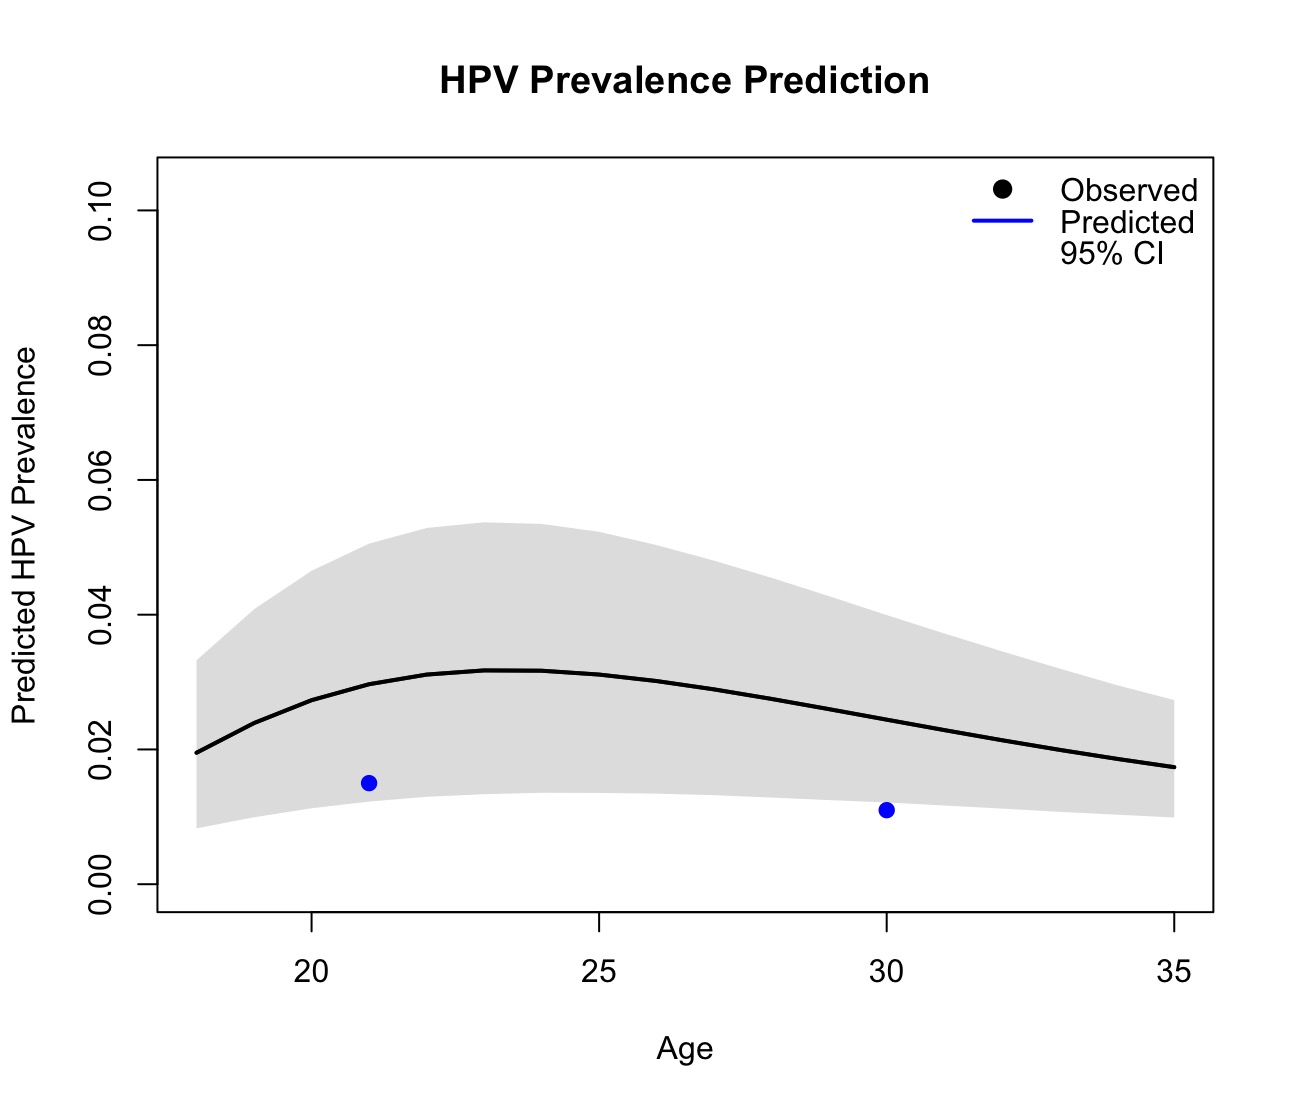 HPV Prevalence Prediction
Observed
Predicted
95% CI
Predicted HPV Prevalence
0.10
0.08
0.06
0.04
0.02
0.00
20 25 30 35
Age